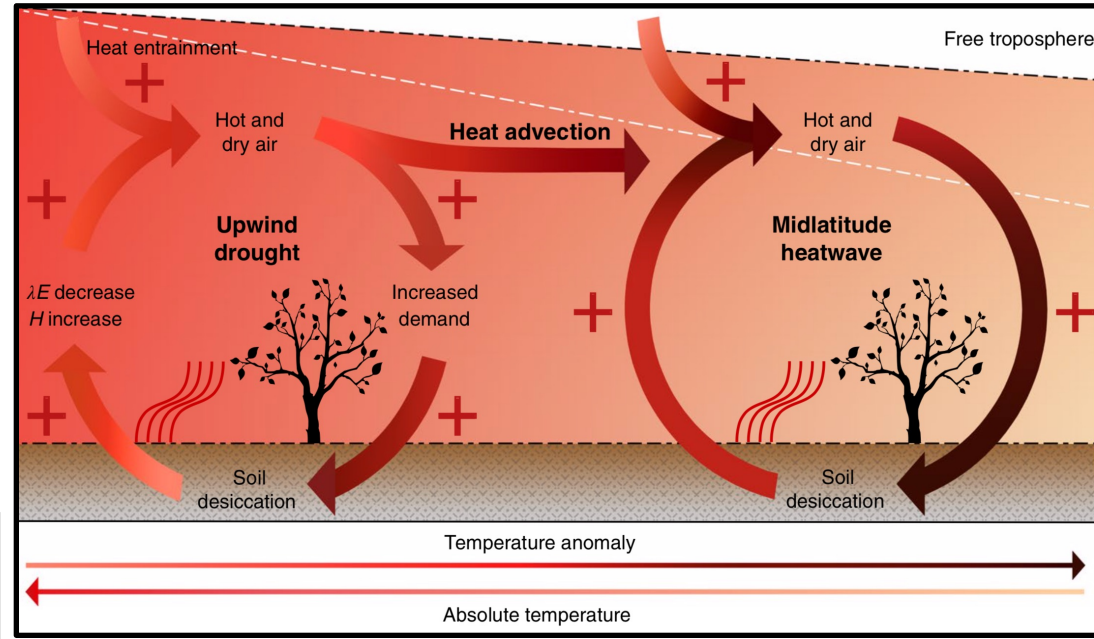 Free troposphere
Heat entrainment
+
+
Hot and
dry air
Heat advection
Hot and
dry air
+
+
Upwind
drought
Midlatitude
heatwave
λE decrease
H increase
Increased
demand
+
+
+
+
Soil
desiccation
Soil
desiccation
Temperature anomaly
Absolute temperature